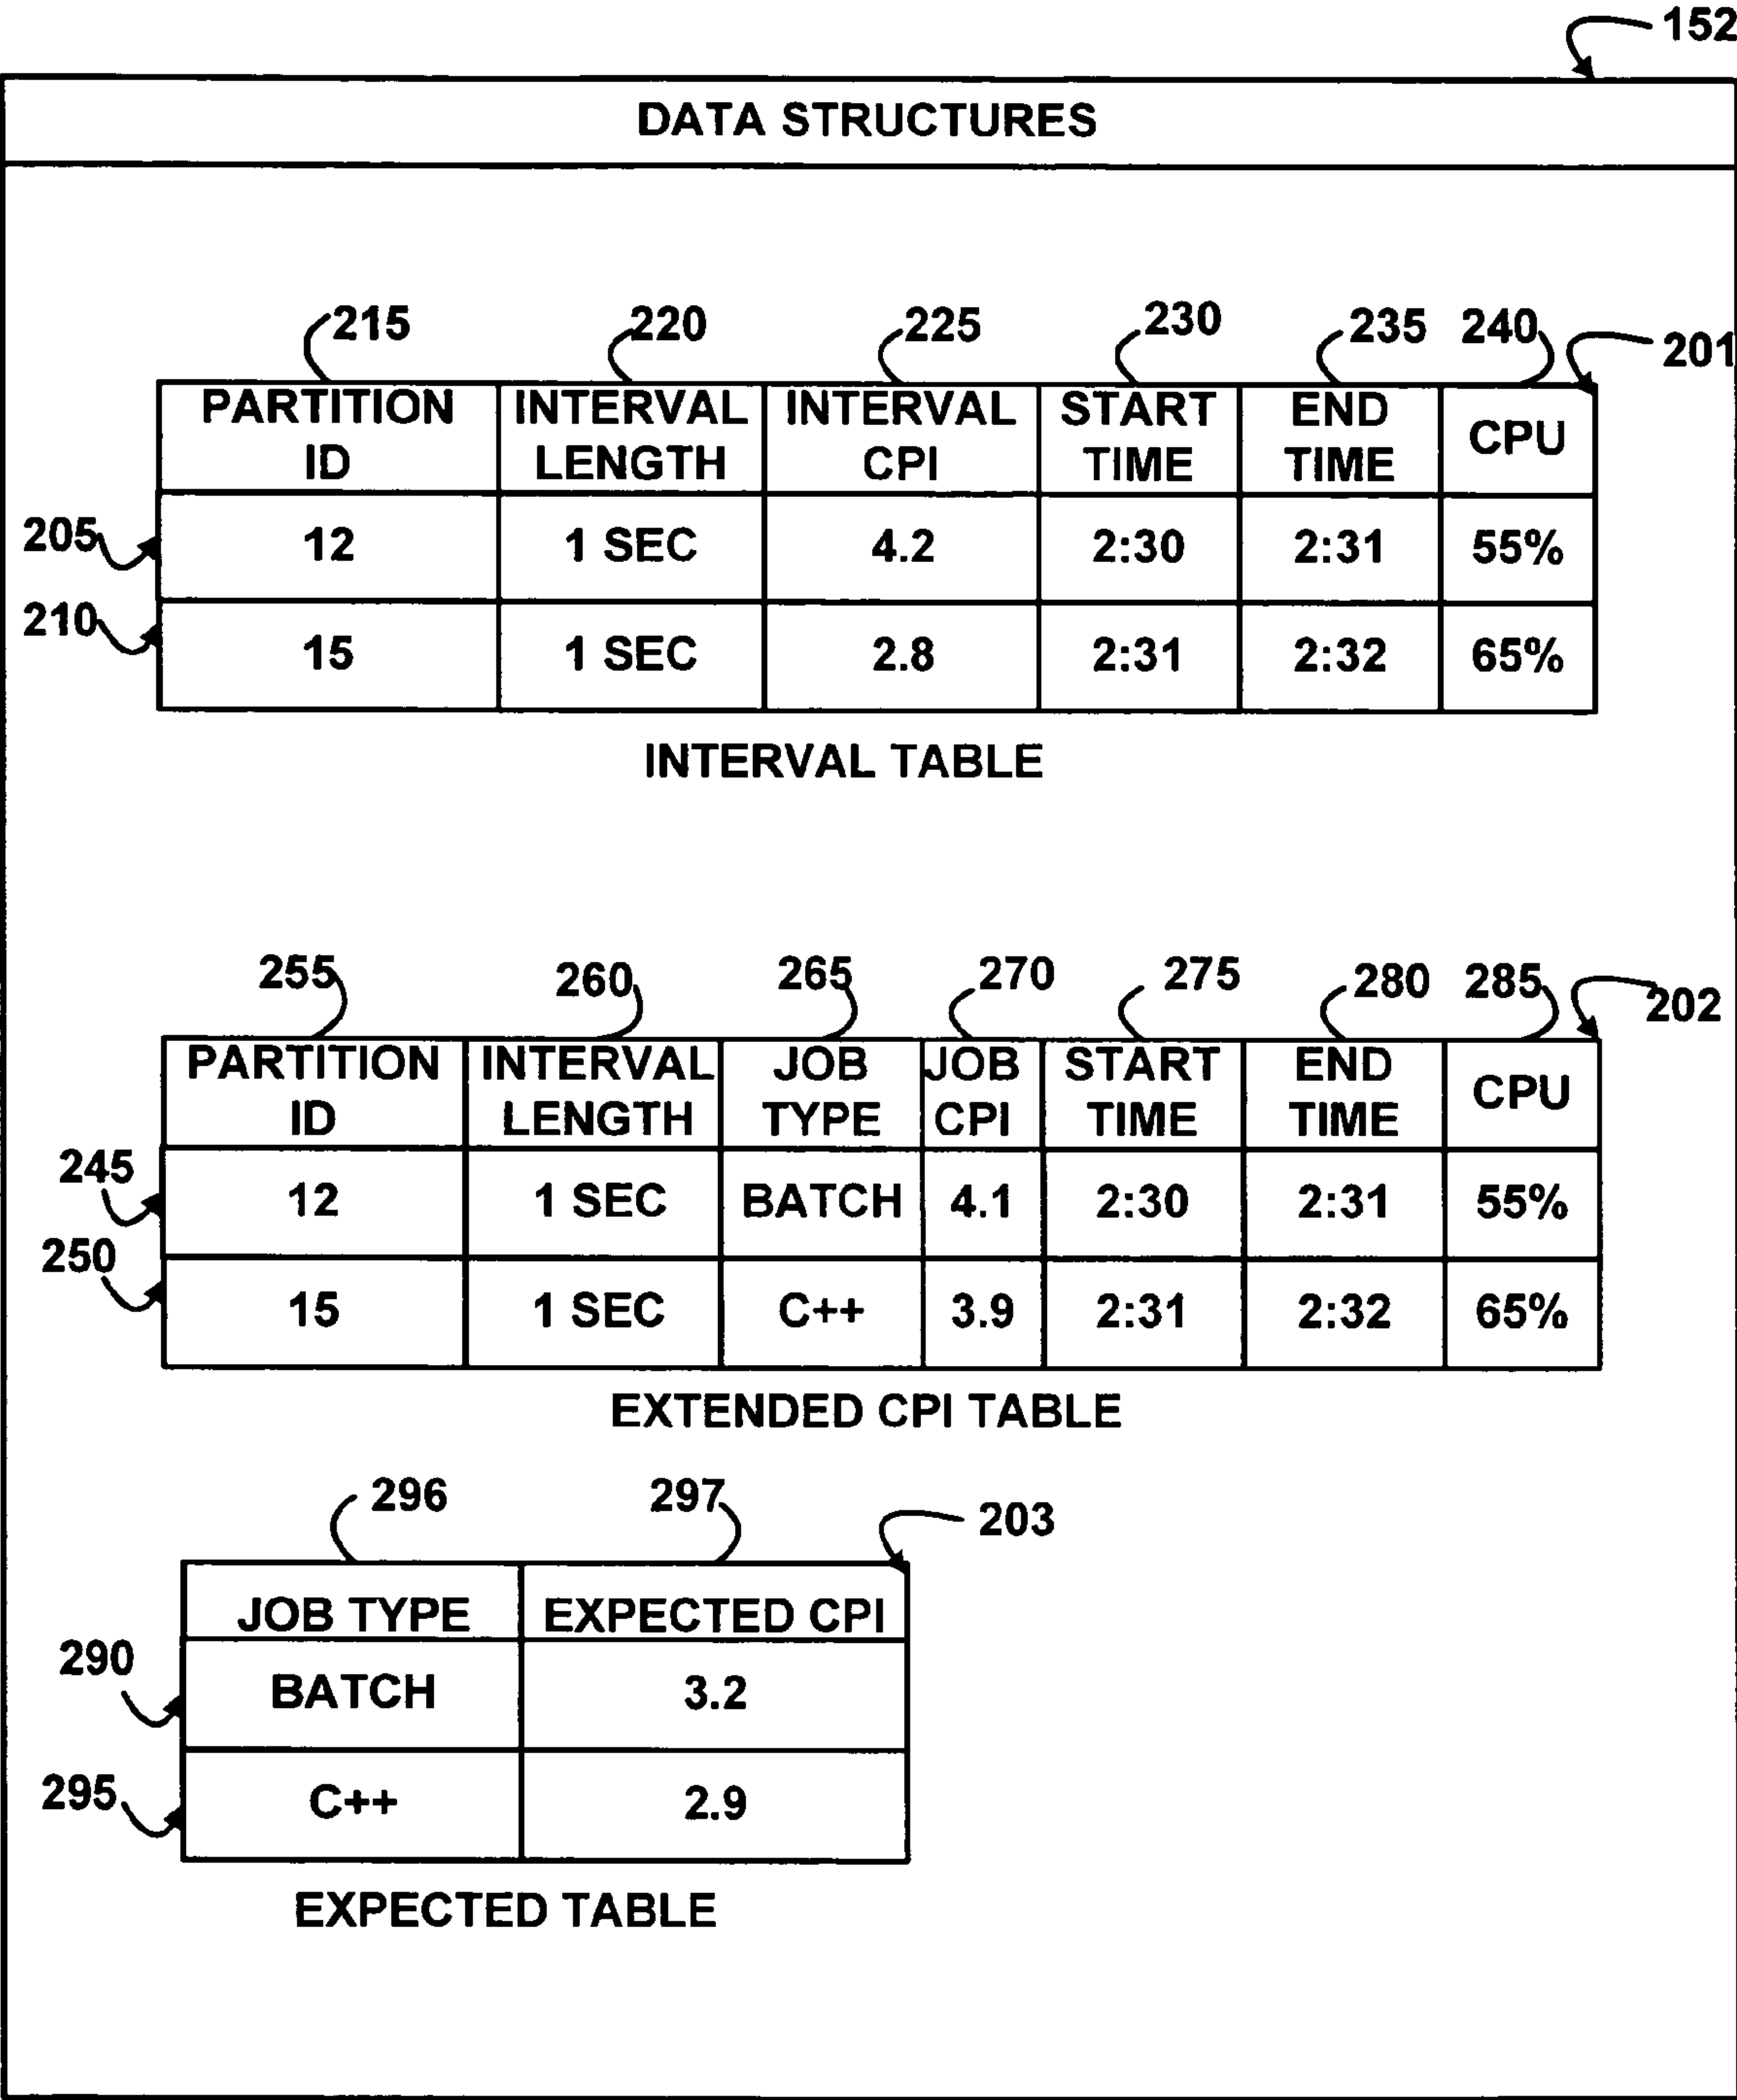 152
DATA STRUCTURES
215 220 225 230 235 240 201
PARTITION ID INTERVAL LENGTH INTERVAL CPI START TIME END TIME CPU
205 12 1 SEC 4.2 2:30 2:31 55%
210 15 1 SEC 2.8 2:31 2:32 65%
INTERVAL TABLE
255 260 265 270 275 280 285 202
PARTITION ID INTERVAL LENGTH JOB TYPE JOB CPI START TIME END TIME CPU
245 12 1 SEC BATCH 4.1 2:30 2:31 55%
250 15 1 SEC C++ 3.9 2:31 2:32 65%
EXTENDED CPI TABLE
296 297 203
JOB TYPE EXPECTED CPI
290 BATCH 3.2
295 C++ 2.9
EXPECTED TABLE